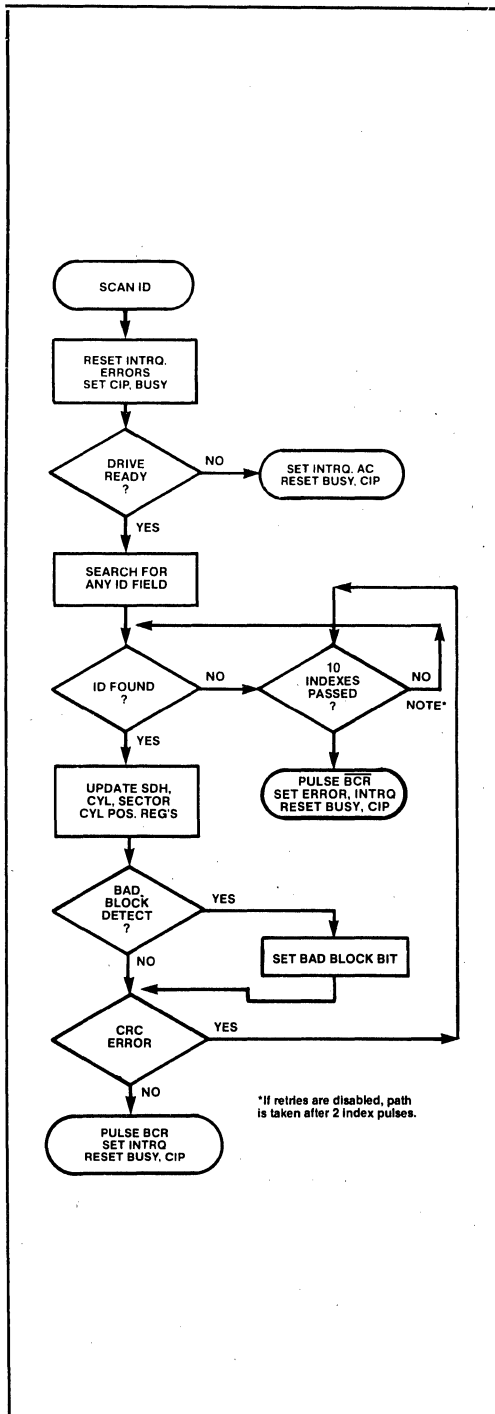 SCAN ID
RESET INTRQ.
ERRORS
SET CIP, BUSY
DRIVE
READY
?
NO
SET INTRQ. AC
RESET BUSY, CIP
YES
SEARCH FOR
ANY ID FIELD
ID FOUND
?
NO
10
INDEXES
PASSED
?
NO
NOTE*
YES
PULSE BCR
SET ERROR, INTRQ
RESET BUSY, CIP
UPDATE SDH,
CYL, SECTOR
CYL POS. REG'S
BAD
BLOCK
DETECT
?
YES
SET BAD BLOCK BIT
NO
CRC
ERROR
YES
NO
*If retries are disabled, path
is taken after 2 index pulses.
PULSE BCR
SET INTRQ
RESET BUSY, CIP